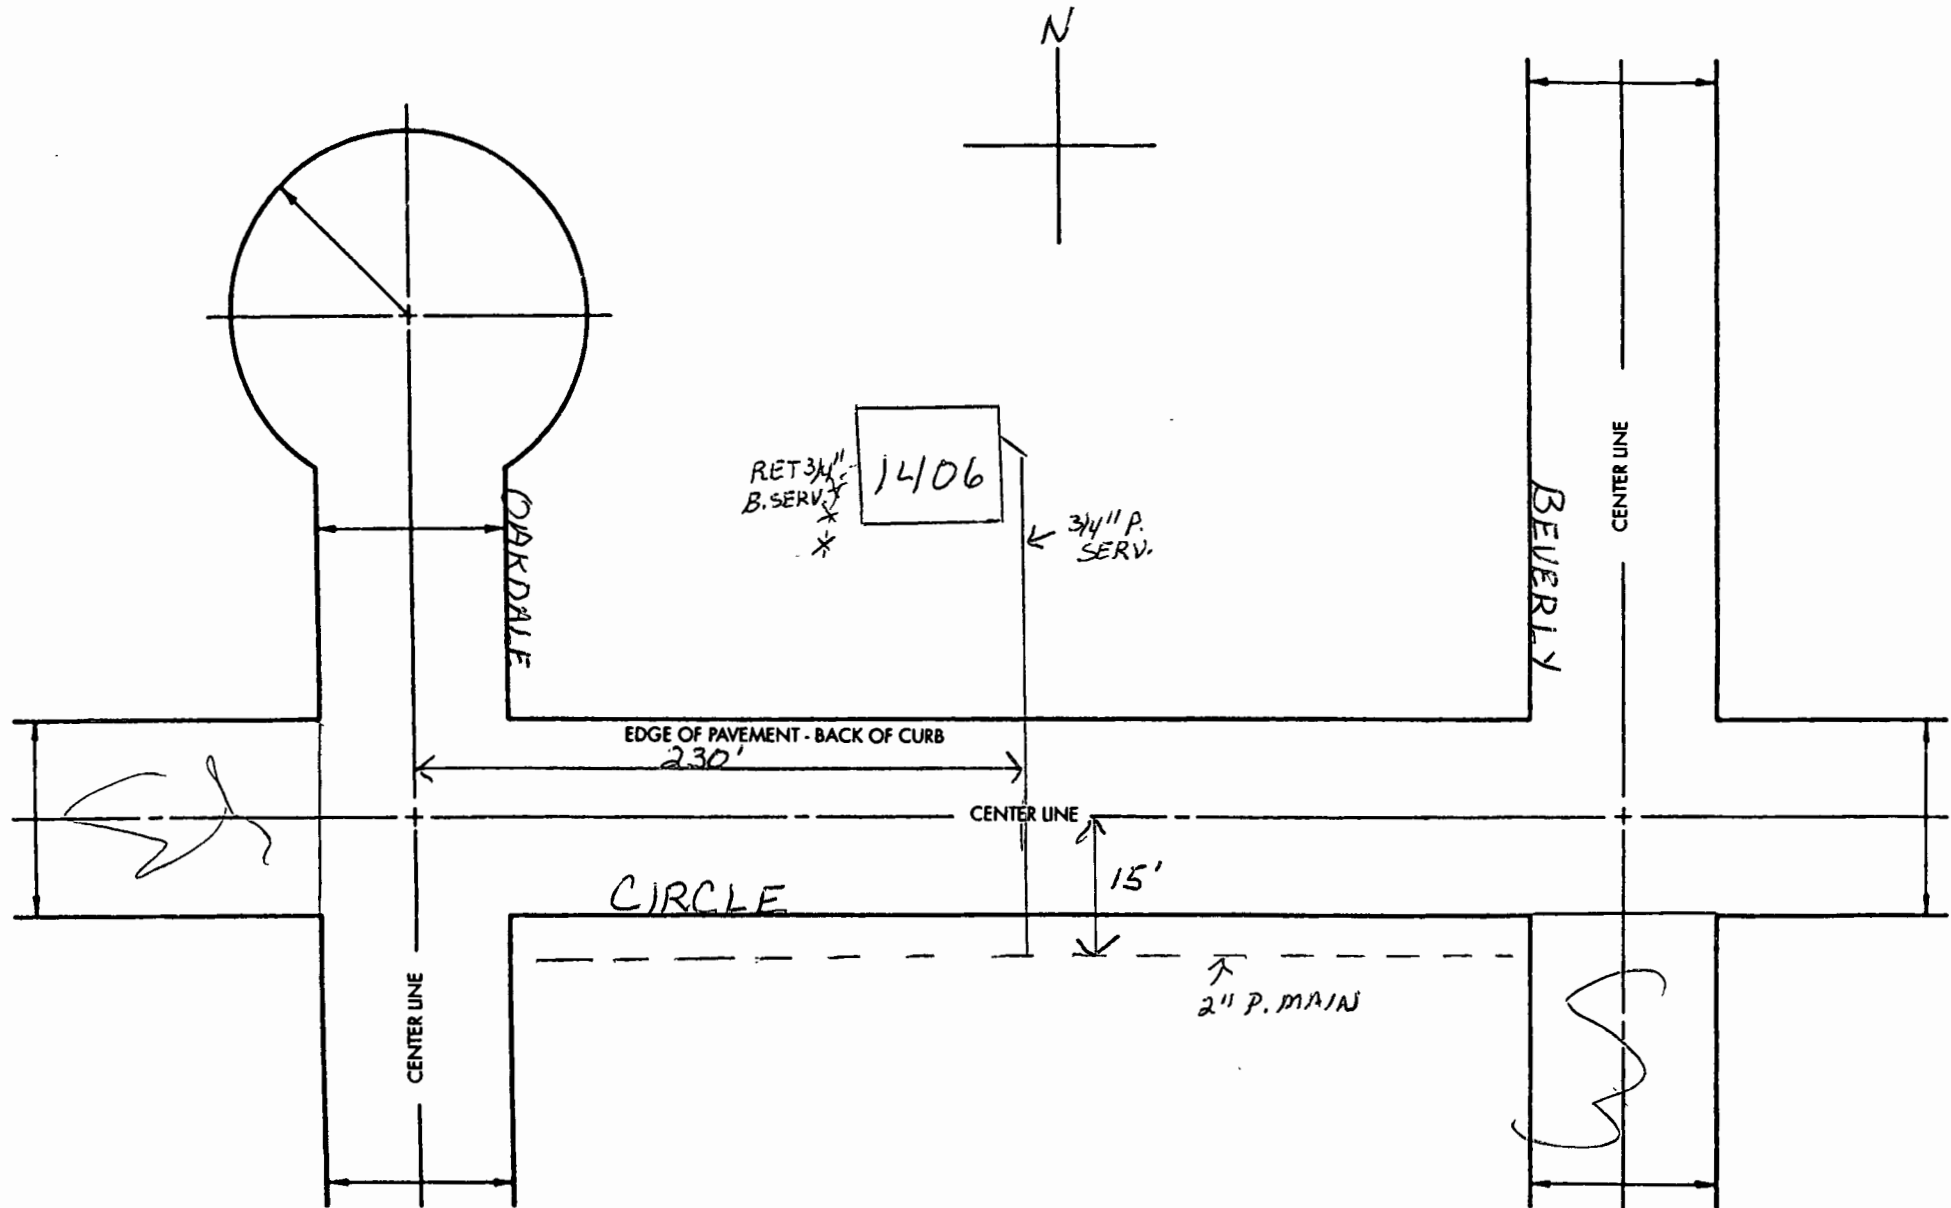 N
CENTER LINE
RET 3/4"
B. SERV.
1406
3/4" P.
SERV.
OAKDALE
BEVERLY
EDGE OF PAVEMENT - BACK OF CURB
230'
CENTER LINE
15'
CIRCLE
2" P. MAIN
CENTER LINE